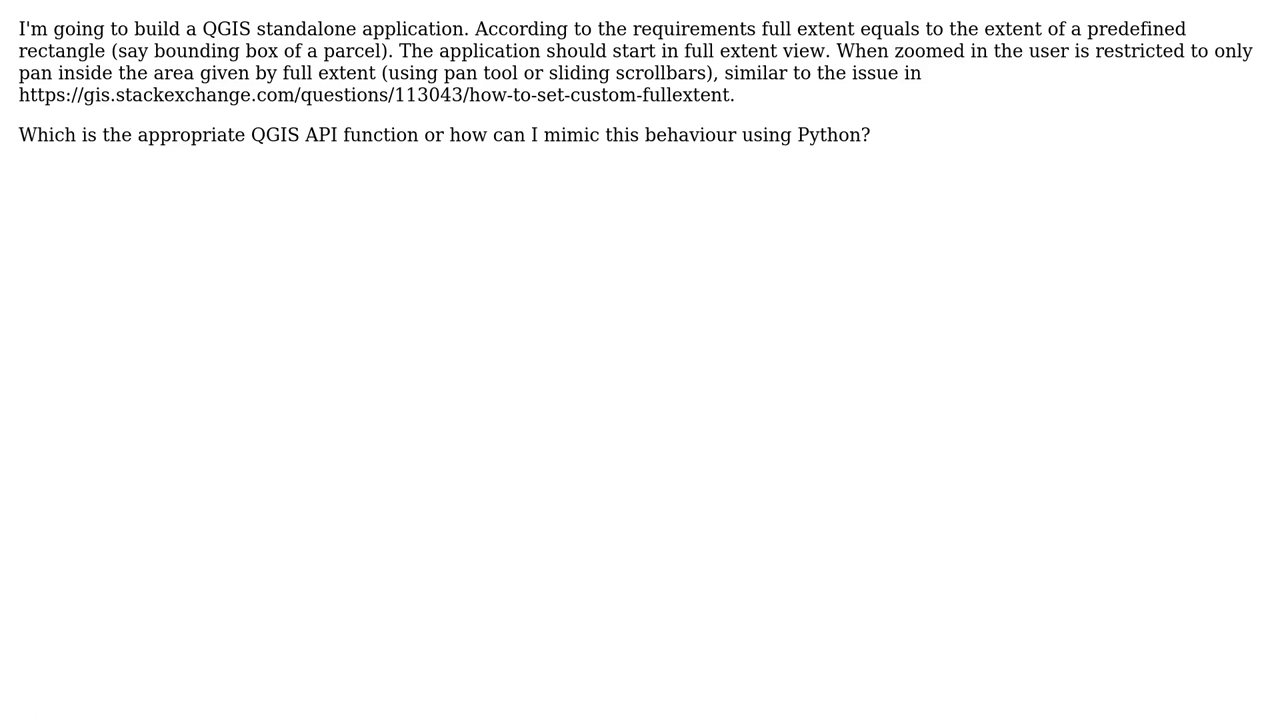 I'm going to build a QGIS standalone application. According to the requirements full extent equals to the extent of a predefined
rectangle (say bounding box of a parcel). The application should start in full extent view. When zoomed in the user is restricted to only
pan inside the area given by full extent (using pan tool or sliding scrollbars), similar to the issue in
https://gis.stackexchange.com/questions/113043/how-to-set-custom-fullextent.
Which is the appropriate QGIS API function or how can I mimic this behaviour using Python?